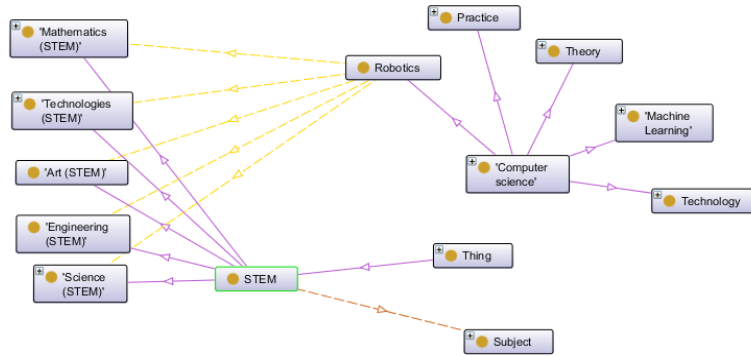 'Mathematics
(STEM)'
Practice
Theory
Robotics
'Technologies
(STEM)'
'Machine
Learning'
'Art (STEM)'
'Computer
science'
Technology
'Engineering
(STEM)'
Thing
'Science
(STEM)'
STEM
Subject